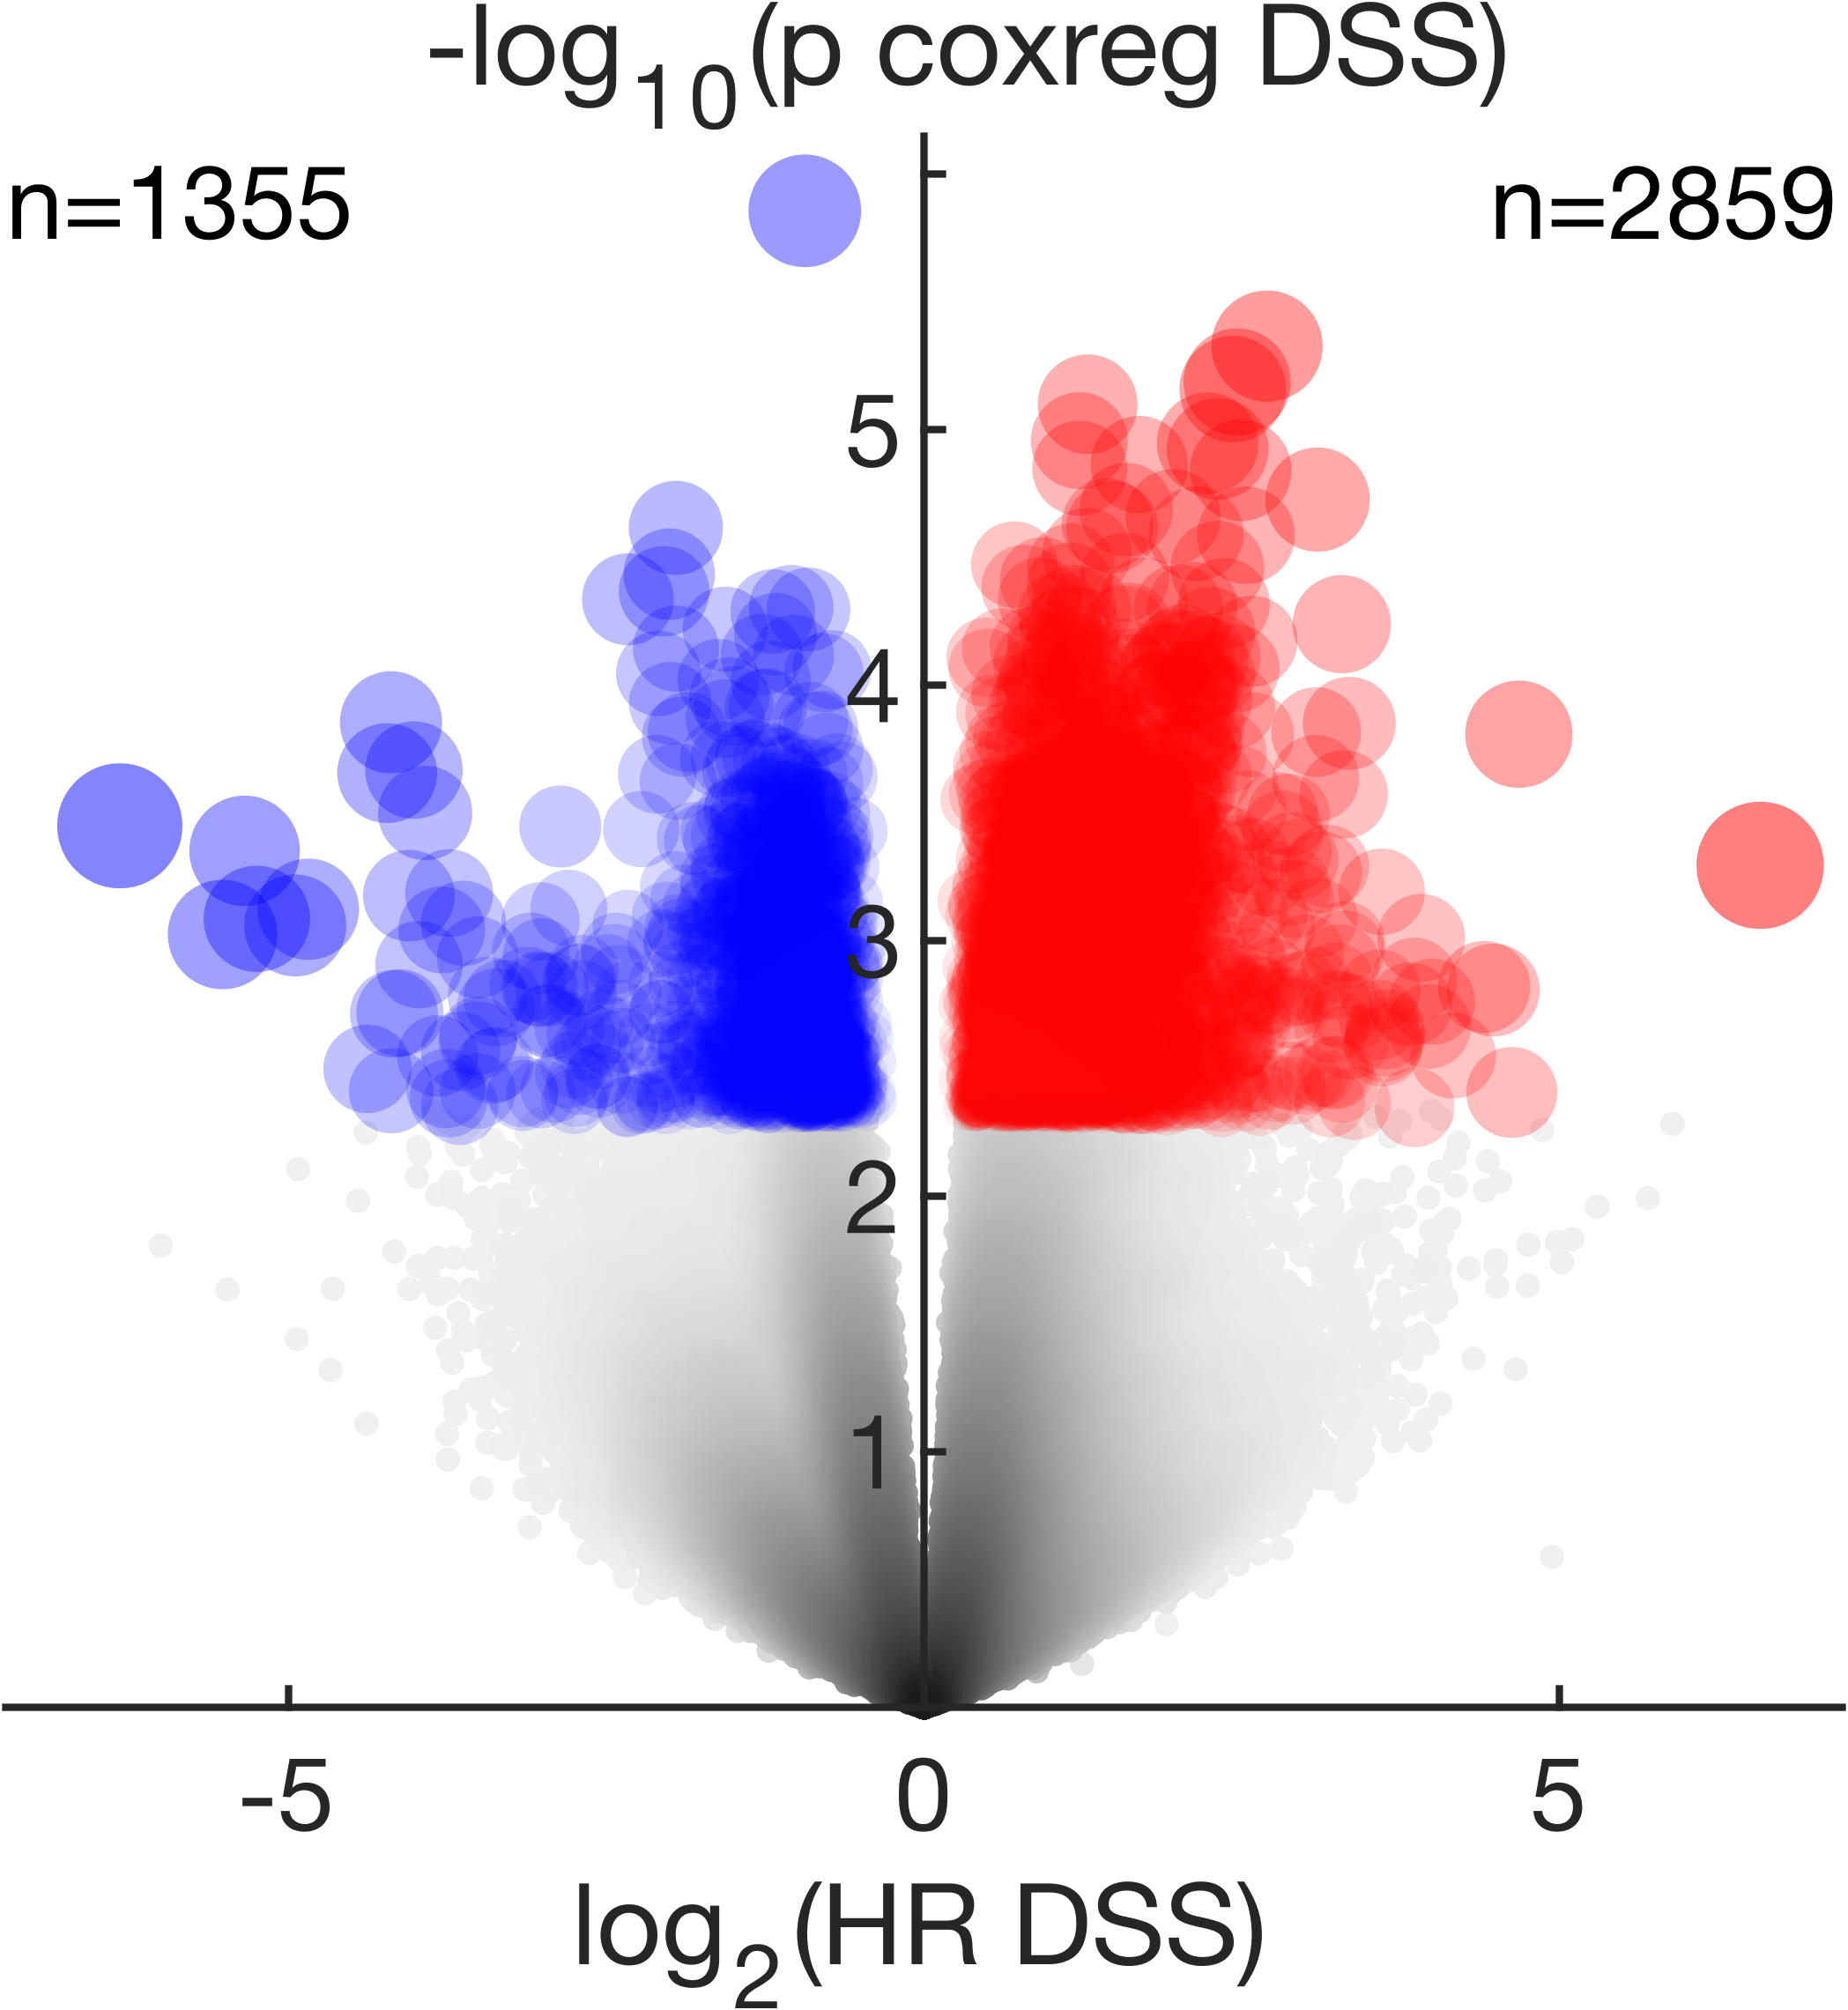 -log10(p coxreg DSS)
n=1355
n=2859
5
4
3
2
1
-5 0 5
log2(HR DSS)